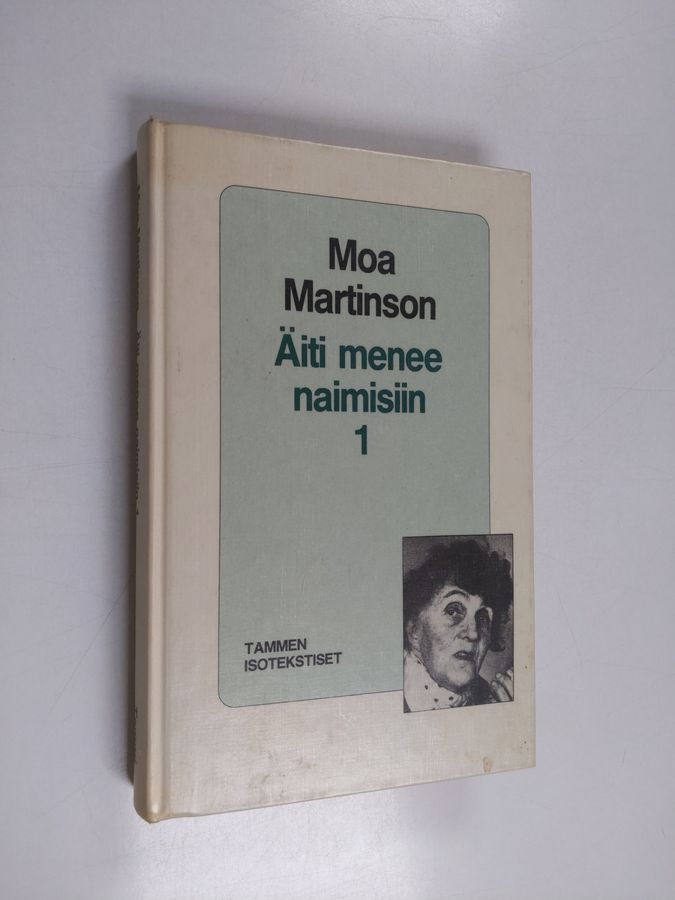 Moa
Martinson
Äiti menee
naimisiin
1
TAMMEN
ISOTEKSTISET